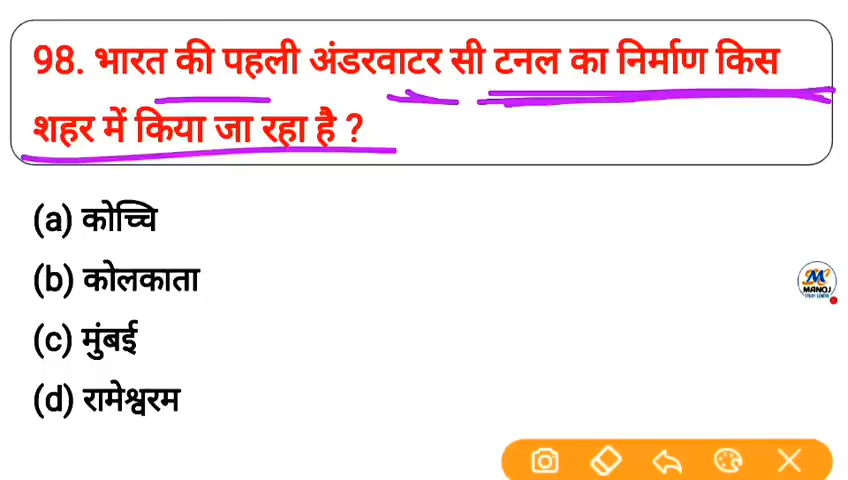 98. भारत की पहली अंडरवाटर सी टनल का निर्माण किस
शहर में किया जा रहा है ?
(a) कोच्चि
(b) कोलकाता
(c) मुंबई
(d) रामेश्वरम
MANOJ